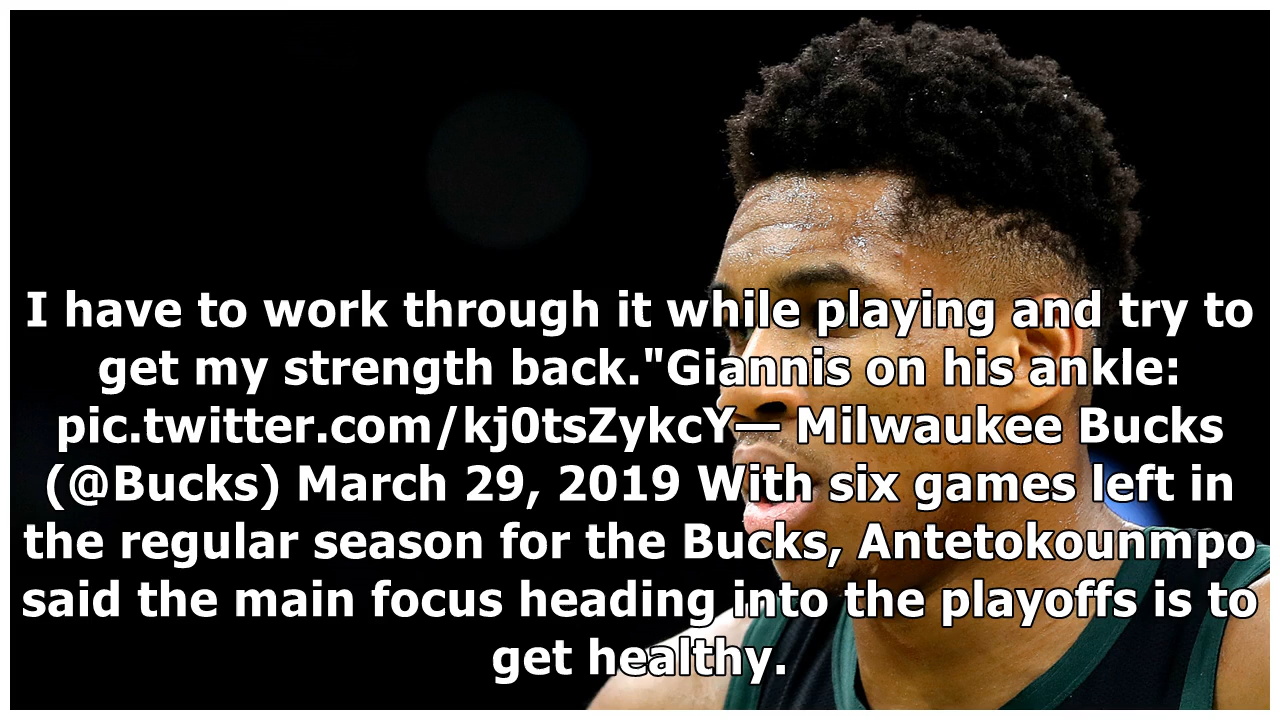 I have to work through it while playing and try to
get my strength back."Giannis on his ankle:
pic.twitter.com/kj0tsZykcY— Milwaukee Bucks
(@Bucks) March 29, 2019 With six games left in
the regular season for the Bucks, Antetokounmpo
said the main focus heading into the playoffs is to
get healthy.